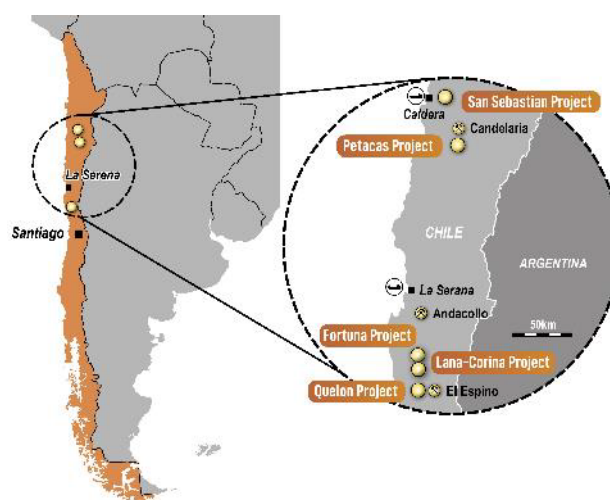 La Serena
Santiago
San Sebastian Project
Caldera
Candelaria
Petacas Project
CHILE
ARGENTINA
La Serana
Andacollo
50km
Fortuna Project
Lana-Corina Project
Quelon Project
El Espino